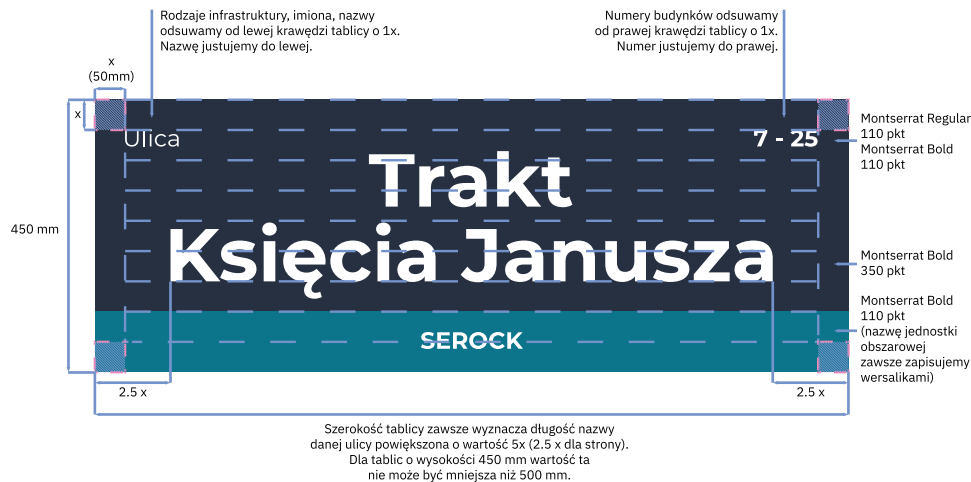 Rodzaje infrastruktury, imiona, nazwy
odsuwamy od lewej krawędzi tablicy o 1x.
Nazwę justujemy do lewej.
Numery budynków odsuwamy
od prawej krawędzi tablicy o 1x.
Numer justujemy do prawej.
x
(50mm)
x
450 mm
Ulica
7 - 25
Trakt
Księcia Janusza
SEROCK
Montserrat Regular
110 pkt
Montserrat Bold
110 pkt
Montserrat Bold
350 pkt
Montserrat Bold
110 pkt
(nazwę jednostki
obszarowej
zawsze zapisujemy
wersalikami)
2.5 x
2.5 x
Szerokość tablicy zawsze wyznacza długość nazwy
danej ulicy powiększona o wartość 5x (2.5 x dla strony).
Dla tablic o wysokości 450 mm wartość ta
nie może być mniejsza niż 500 mm.